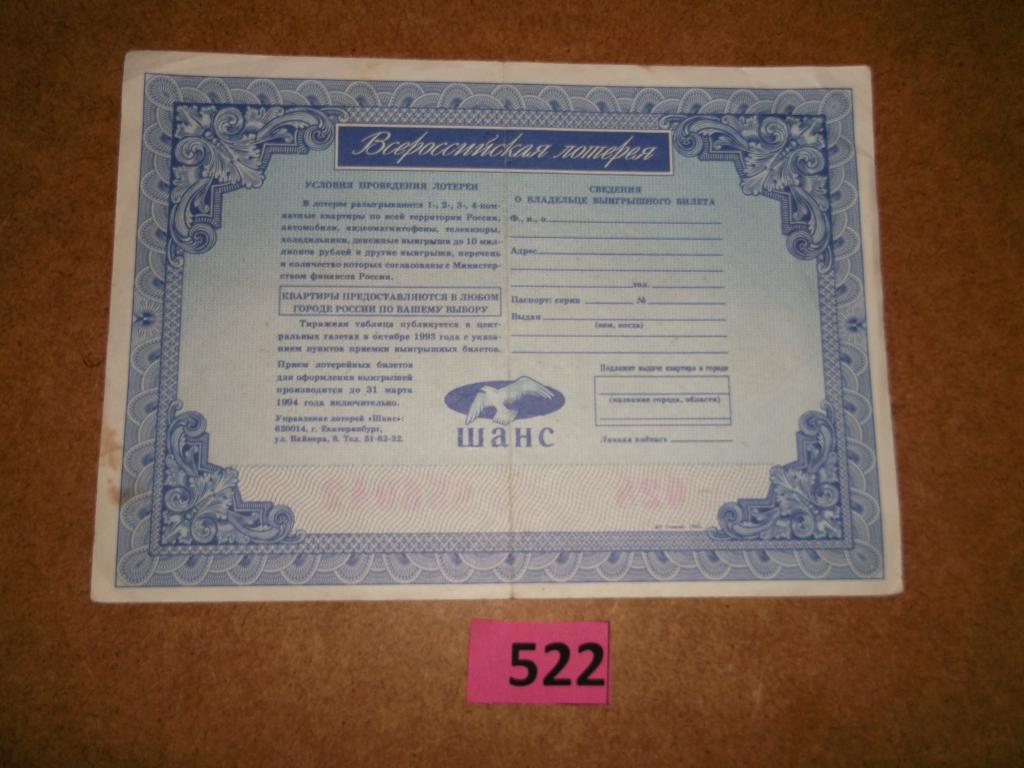 Всероссийская лотерея
УСЛОВИЯ ПРОВЕДЕНИЯ ЛОТЕРЕИ
В лотерее разыгрываются 1-, 2-, 3-, 4-ком-
натные квартиры по всей территории России,
автомобили, видеомагнитофоны, телевизоры,
холодильники, денежные выигрыши до 10 мил-
лионов рублей и другие выигрыши, перечень
и количество которых согласованы с Министер-
ством финансов России.
КВАРТИРЫ ПРЕДОСТАВЛЯЮТСЯ В ЛЮБОМ
ГОРОДЕ РОССИИ ПО ВАШЕМУ ВЫБОРУ
Тиражная таблица публикуется в цент-
ральных газетах в октябре 1993 года с указа-
нием пунктов приемки выигрышных билетов.
Прием лотерейных билетов
для оформления выигрышей
производится до 31 марта
1994 года включительно.
Управление лотерей «Шанс»:
620014, г. Екатеринбург,
ул. Вайнера, 8. Тел. 51-82-32.
шанс
СВЕДЕНИЯ
О ВЛАДЕЛЬЦЕ ВЫИГРЫШНОГО БИЛЕТА
Ф., и., о.
Адрес
тел.
Паспорт: серия № 
Выдан
(кем, когда)
Подлежит выдаче квартира в городе
(название города, области)
Личная подпись
522